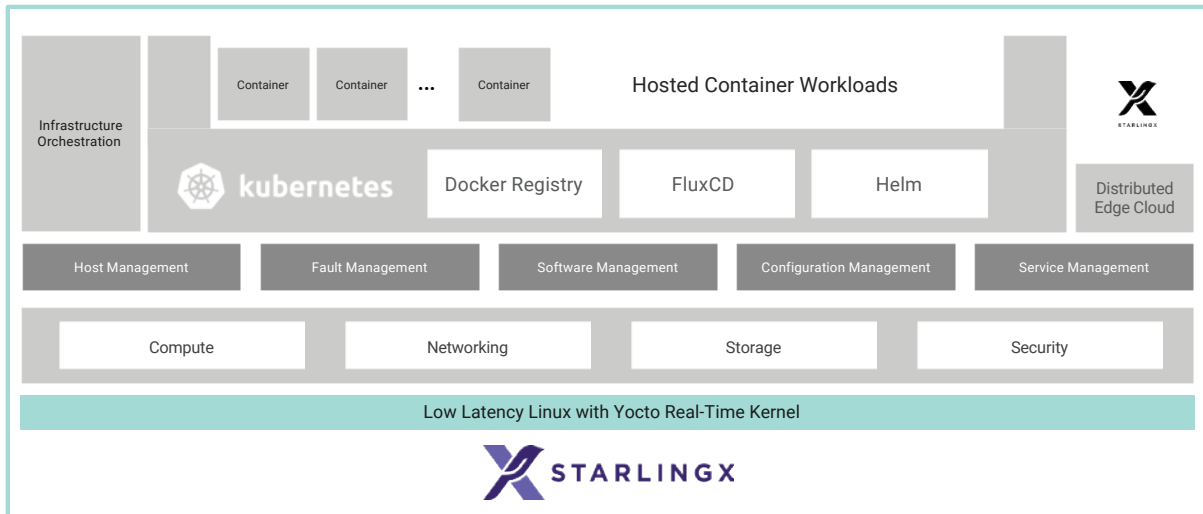 Infrastructure
Orchestration
Container
Container
...
Container
Hosted Container Workloads
STARLINGX
kubernetes
Docker Registry
FluxCD
Helm
Distributed
Edge Cloud
Host Management
Fault Management
Software Management
Configuration Management
Service Management
Compute
Networking
Storage
Security
Low Latency Linux with Yocto Real-Time Kernel
STARLINGX